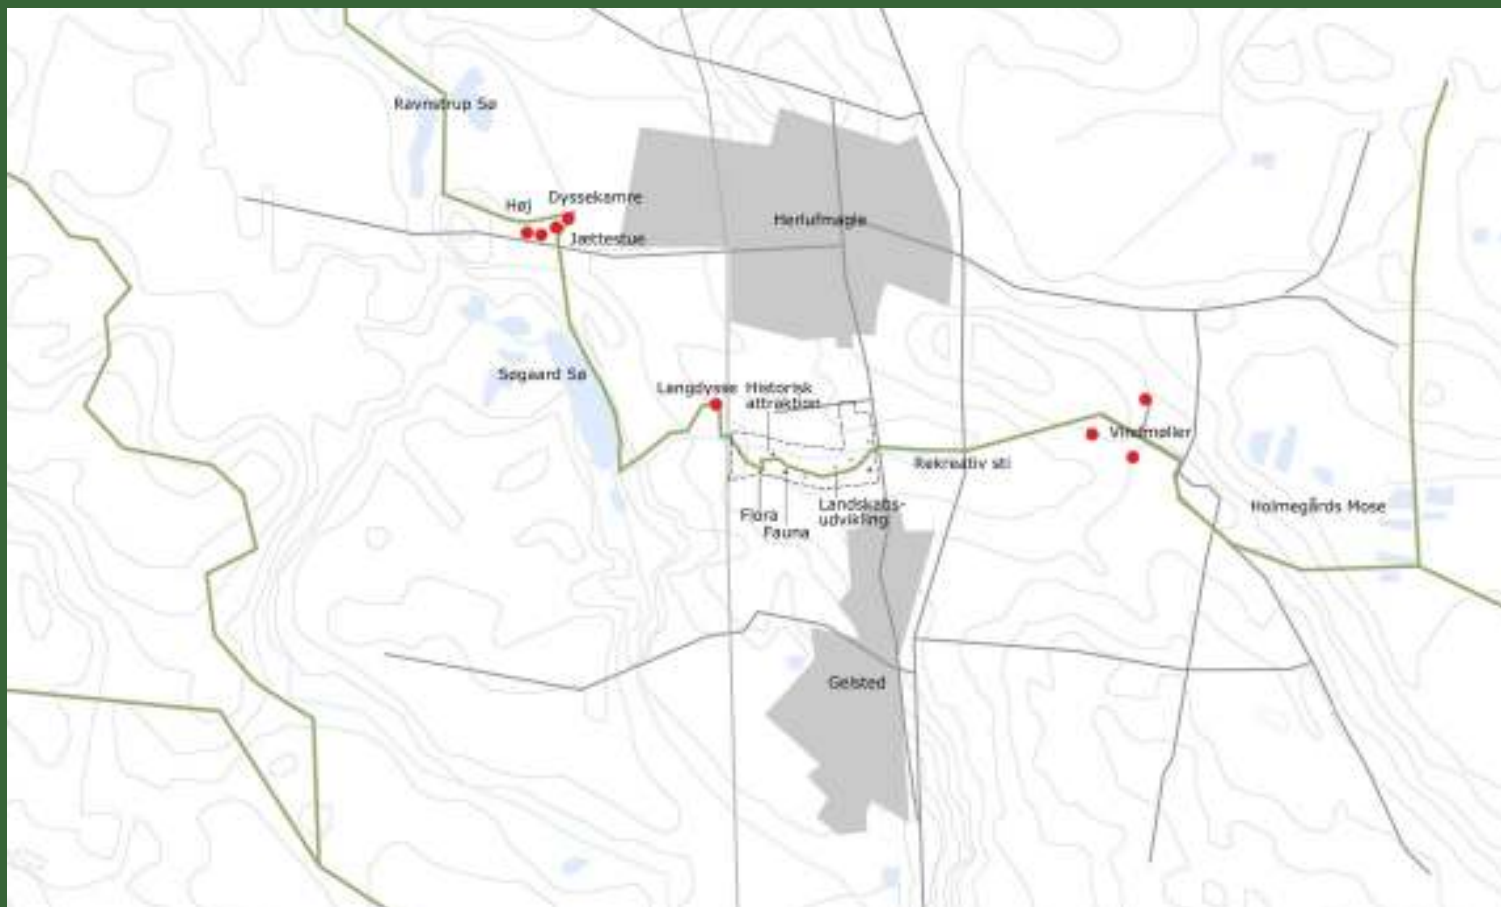 Ravnstrup Sø
Dyssekamre
Høj
Jættestue
Herlufmagle
Søgaard Sø
Langdysse
Historisk
attraktion
Vindmøller
Rekreativ sti
Landskabs-
udvikling
Flora
Fauna
Holmegårds Mose
Gelsted